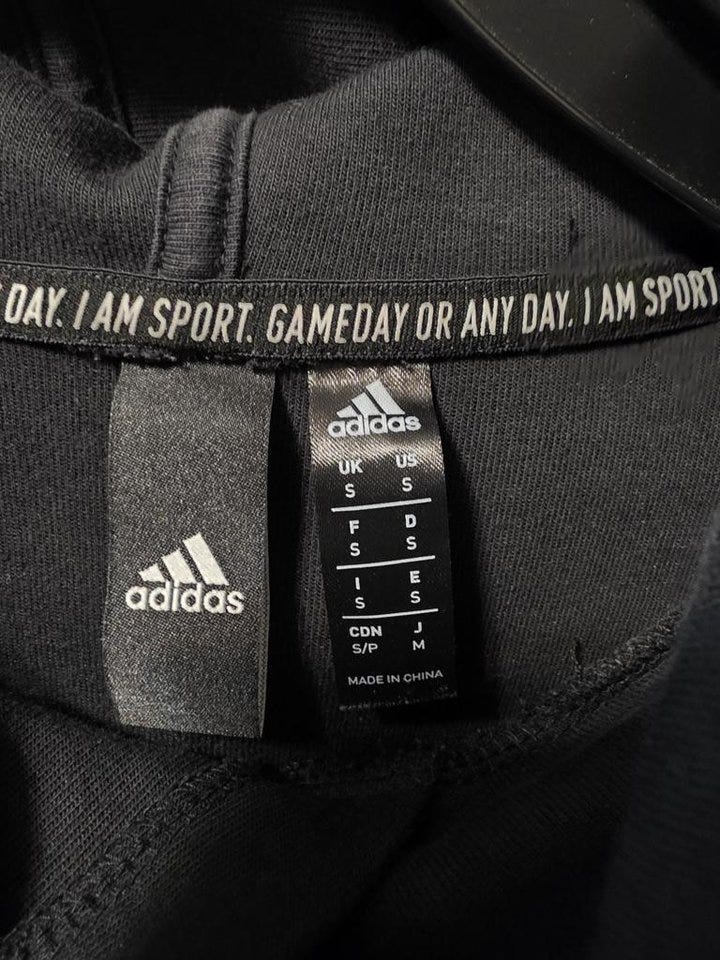 DAY. I AM SPORT. GAMEDAY OR ANY DAY. I AM SPORT
adidas
adidas
UK US
S S
F D
S S
I E
S S
CDN J
S/P M
MADE IN CHINA